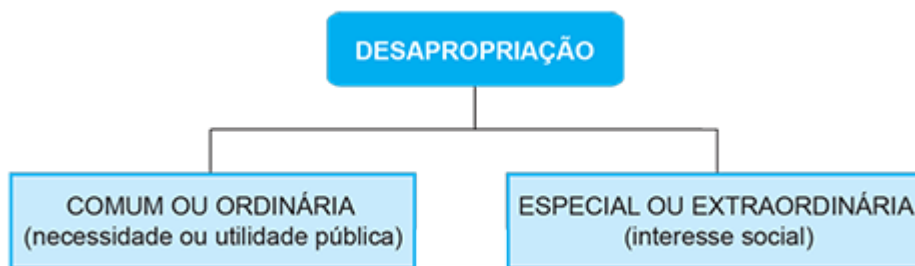 DESAPROPRIAÇÃO
COMUM OU ORDINÁRIA
(necessidade ou utilidade pública)
ESPECIAL OU EXTRAORDINÁRIA
(interesse social)